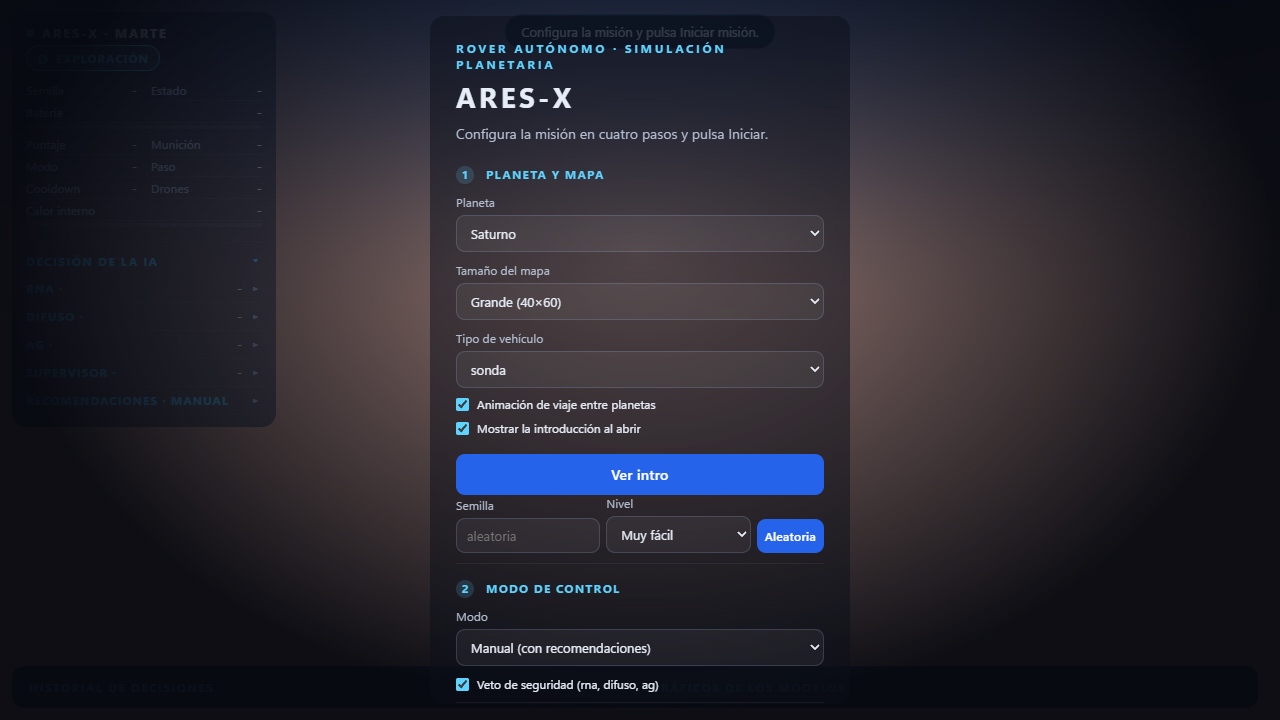 ARES-X · MARTE
EXPLORACIÓN
Estado –
Batería
Puntaje – Munición –
Modo – Paso –
Cooldown – Drones –
Calor interno –
DECISIÓN DE LA IA
RNA · –
DIFUSO · –
AG · –
SUPERVISOR · –
RECOMENDACIONES · MANUAL
Configura la misión y pulsa Iniciar misión.
ROVER AUTÓNOMO · SIMULACIÓN
PLANETARIA
ARES-X
Configura la misión en cuatro pasos y pulsa Iniciar.
1 PLANETA Y MAPA
Planeta
Saturno
Tamaño del mapa
Grande (40×60)
Tipo de vehículo
sonda
Animación de viaje entre planetas
Mostrar la introducción al abrir
Ver intro
Semilla Nivel
aleatoria Muy fácil Aleatoria
2 MODO DE CONTROL
Modo
Manual (con recomendaciones)
Veto de seguridad (rna, difuso, ag)
HISTORIAL DE DECISIONES